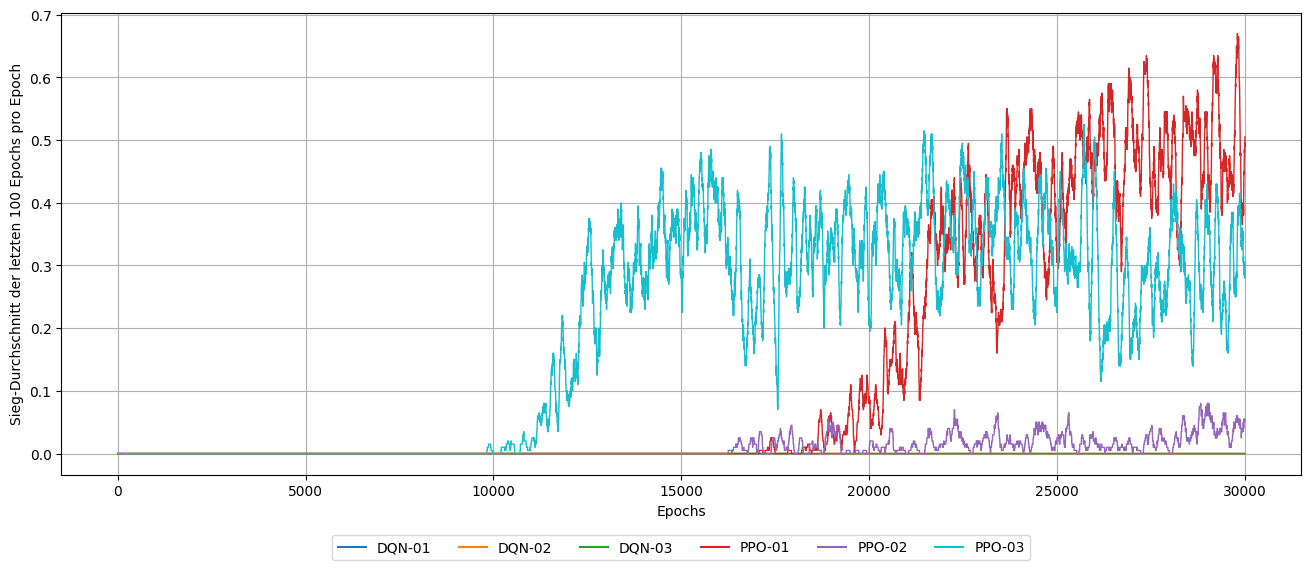 Sieg-Durchschnitt der letzten 100 Epochs pro Epoch
0.7
0.6
0.5
0.4
0.3
0.2
0.1
0.0
0 5000 10000 15000 20000 25000 30000
Epochs
DQN-01 DQN-02 DQN-03 PPO-01 PPO-02 PPO-03